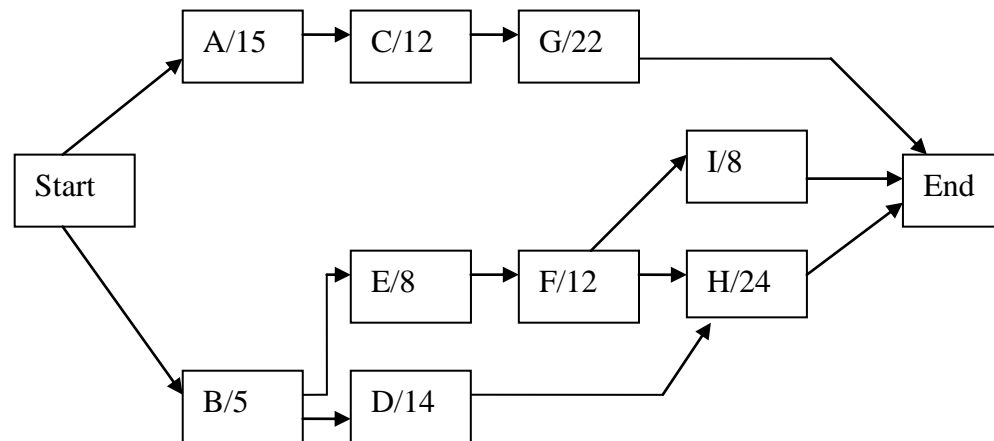 A/15
C/12
G/22
I/8
Start
End
E/8
F/12
H/24
B/5
D/14